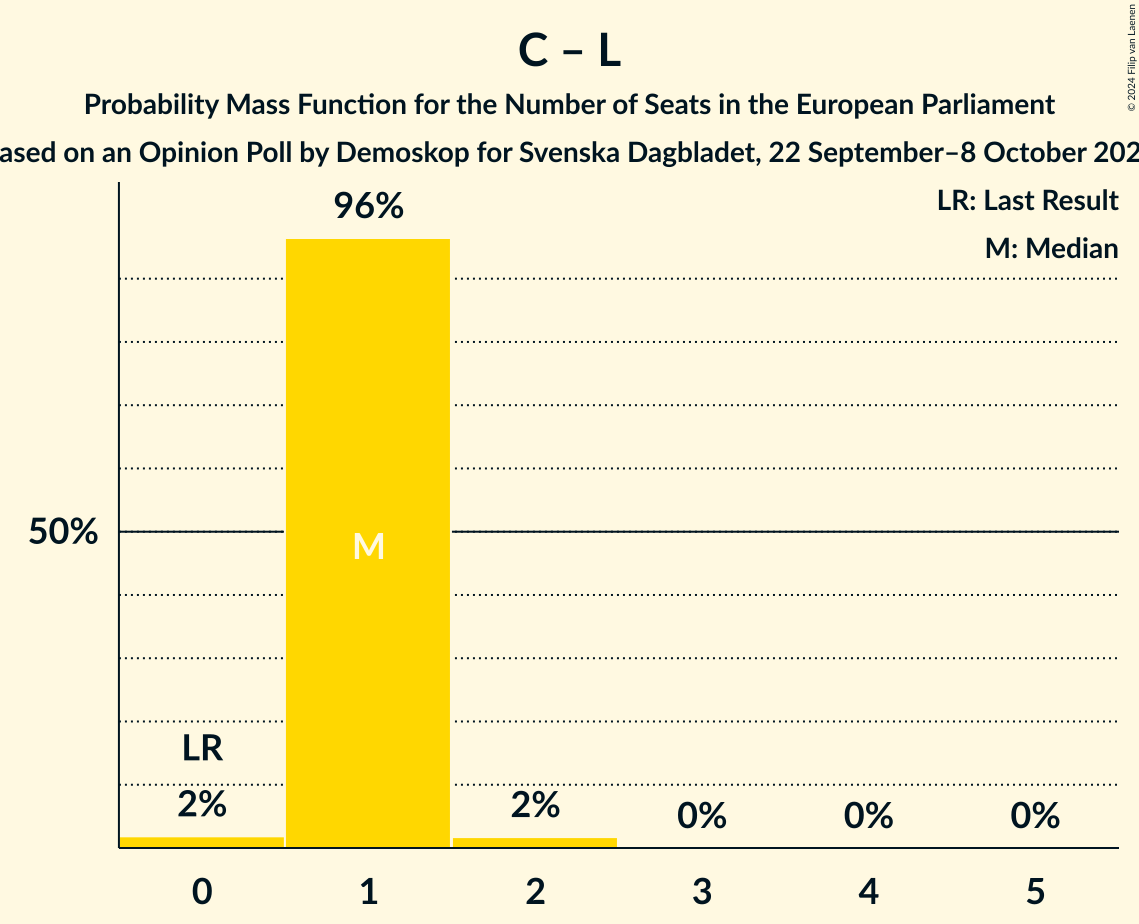 C – L
Probability Mass Function for the Number of Seats in the European Parliament
ased on an Opinion Poll by Demoskop for Svenska Dagbladet, 22 September–8 October 202
© 2024 Filip van Laenen
LR: Last Result
M: Median
96%
50%
M
LR
2%
2%
0%
0%
0%
0
1
2
3
4
5